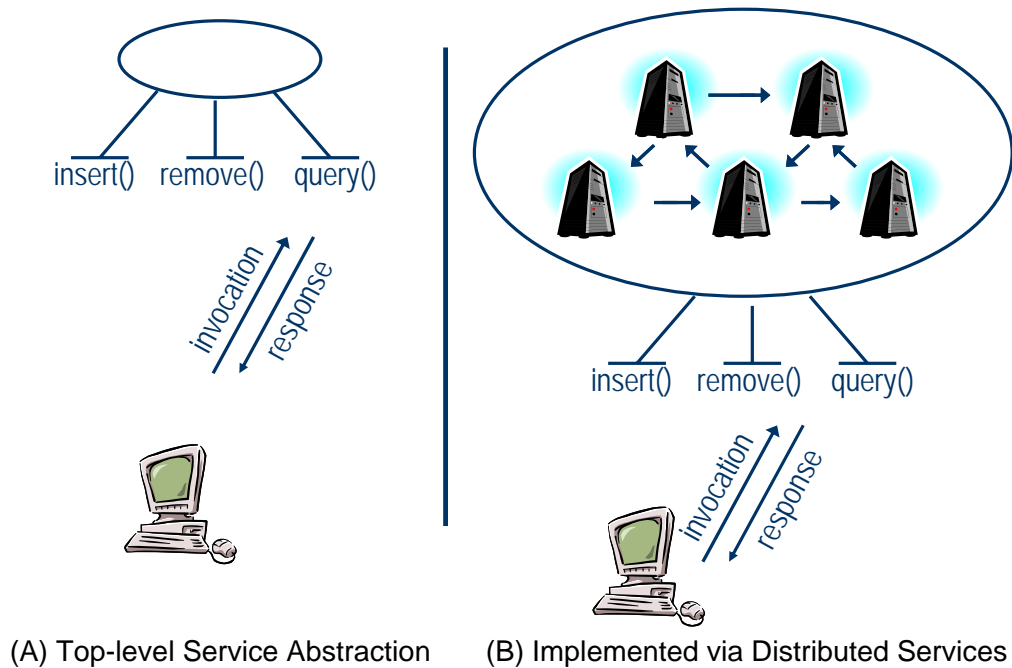 insert() remove() query()
invocation
response
(A) Top-level Service Abstraction
insert() remove() query()
invocation
response
(B) Implemented via Distributed Services